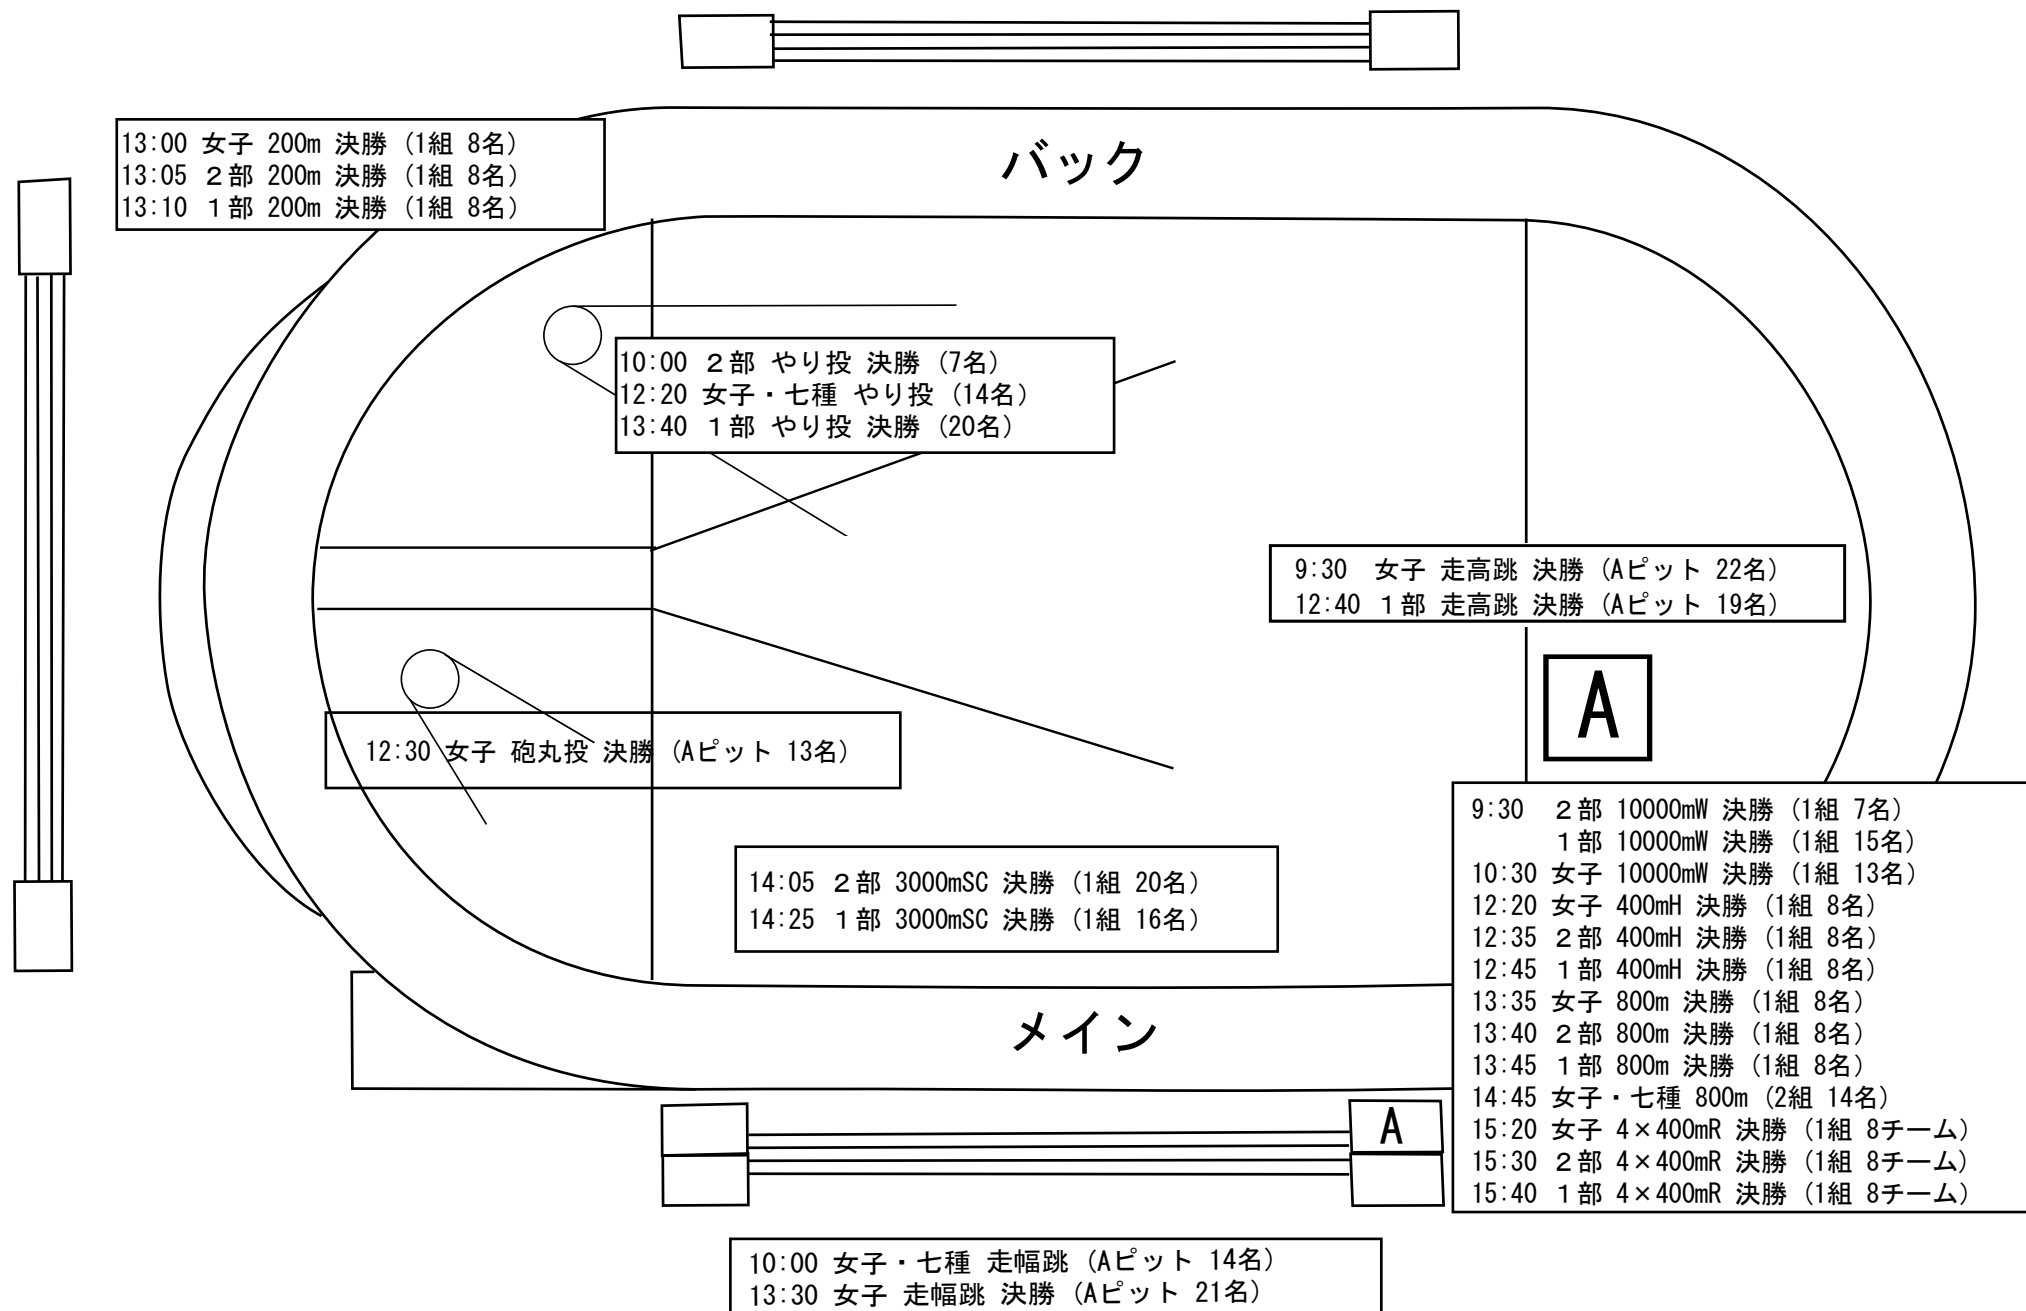 13:00 女子 200m 決勝 (1組 8名)
13:05 ２部 200m 決勝 (1組 8名)
13:10 １部 200m 決勝 (1組 8名)
バック
10:00 ２部 やり投 決勝 (7名)
12:20 女子・七種 やり投 (14名)
13:40 １部 やり投 決勝 (20名)
9:30 女子 走高跳 決勝 (Aピット 22名)
12:40 １部 走高跳 決勝 (Aピット 19名)
A
12:30 女子 砲丸投 決勝 (Aピット 13名)
14:05 ２部 3000mSC 決勝 (1組 20名)
14:25 １部 3000mSC 決勝 (1組 16名)
メイン
9:30 ２部 10000mW 決勝 (1組 7名)
１部 10000mW 決勝 (1組 15名)
10:30 女子 10000mW 決勝 (1組 13名)
12:20 女子 400mH 決勝 (1組 8名)
12:35 ２部 400mH 決勝 (1組 8名)
12:45 １部 400mH 決勝 (1組 8名)
13:35 女子 800m 決勝 (1組 8名)
13:40 ２部 800m 決勝 (1組 8名)
13:45 １部 800m 決勝 (1組 8名)
14:45 女子・七種 800m (2組 14名)
15:20 女子 4×400mR 決勝 (1組 8チーム)
15:30 ２部 4×400mR 決勝 (1組 8チーム)
15:40 １部 4×400mR 決勝 (1組 8チーム)
A
10:00 女子・七種 走幅跳 (Aピット 14名)
13:30 女子 走幅跳 決勝 (Aピット 21名)